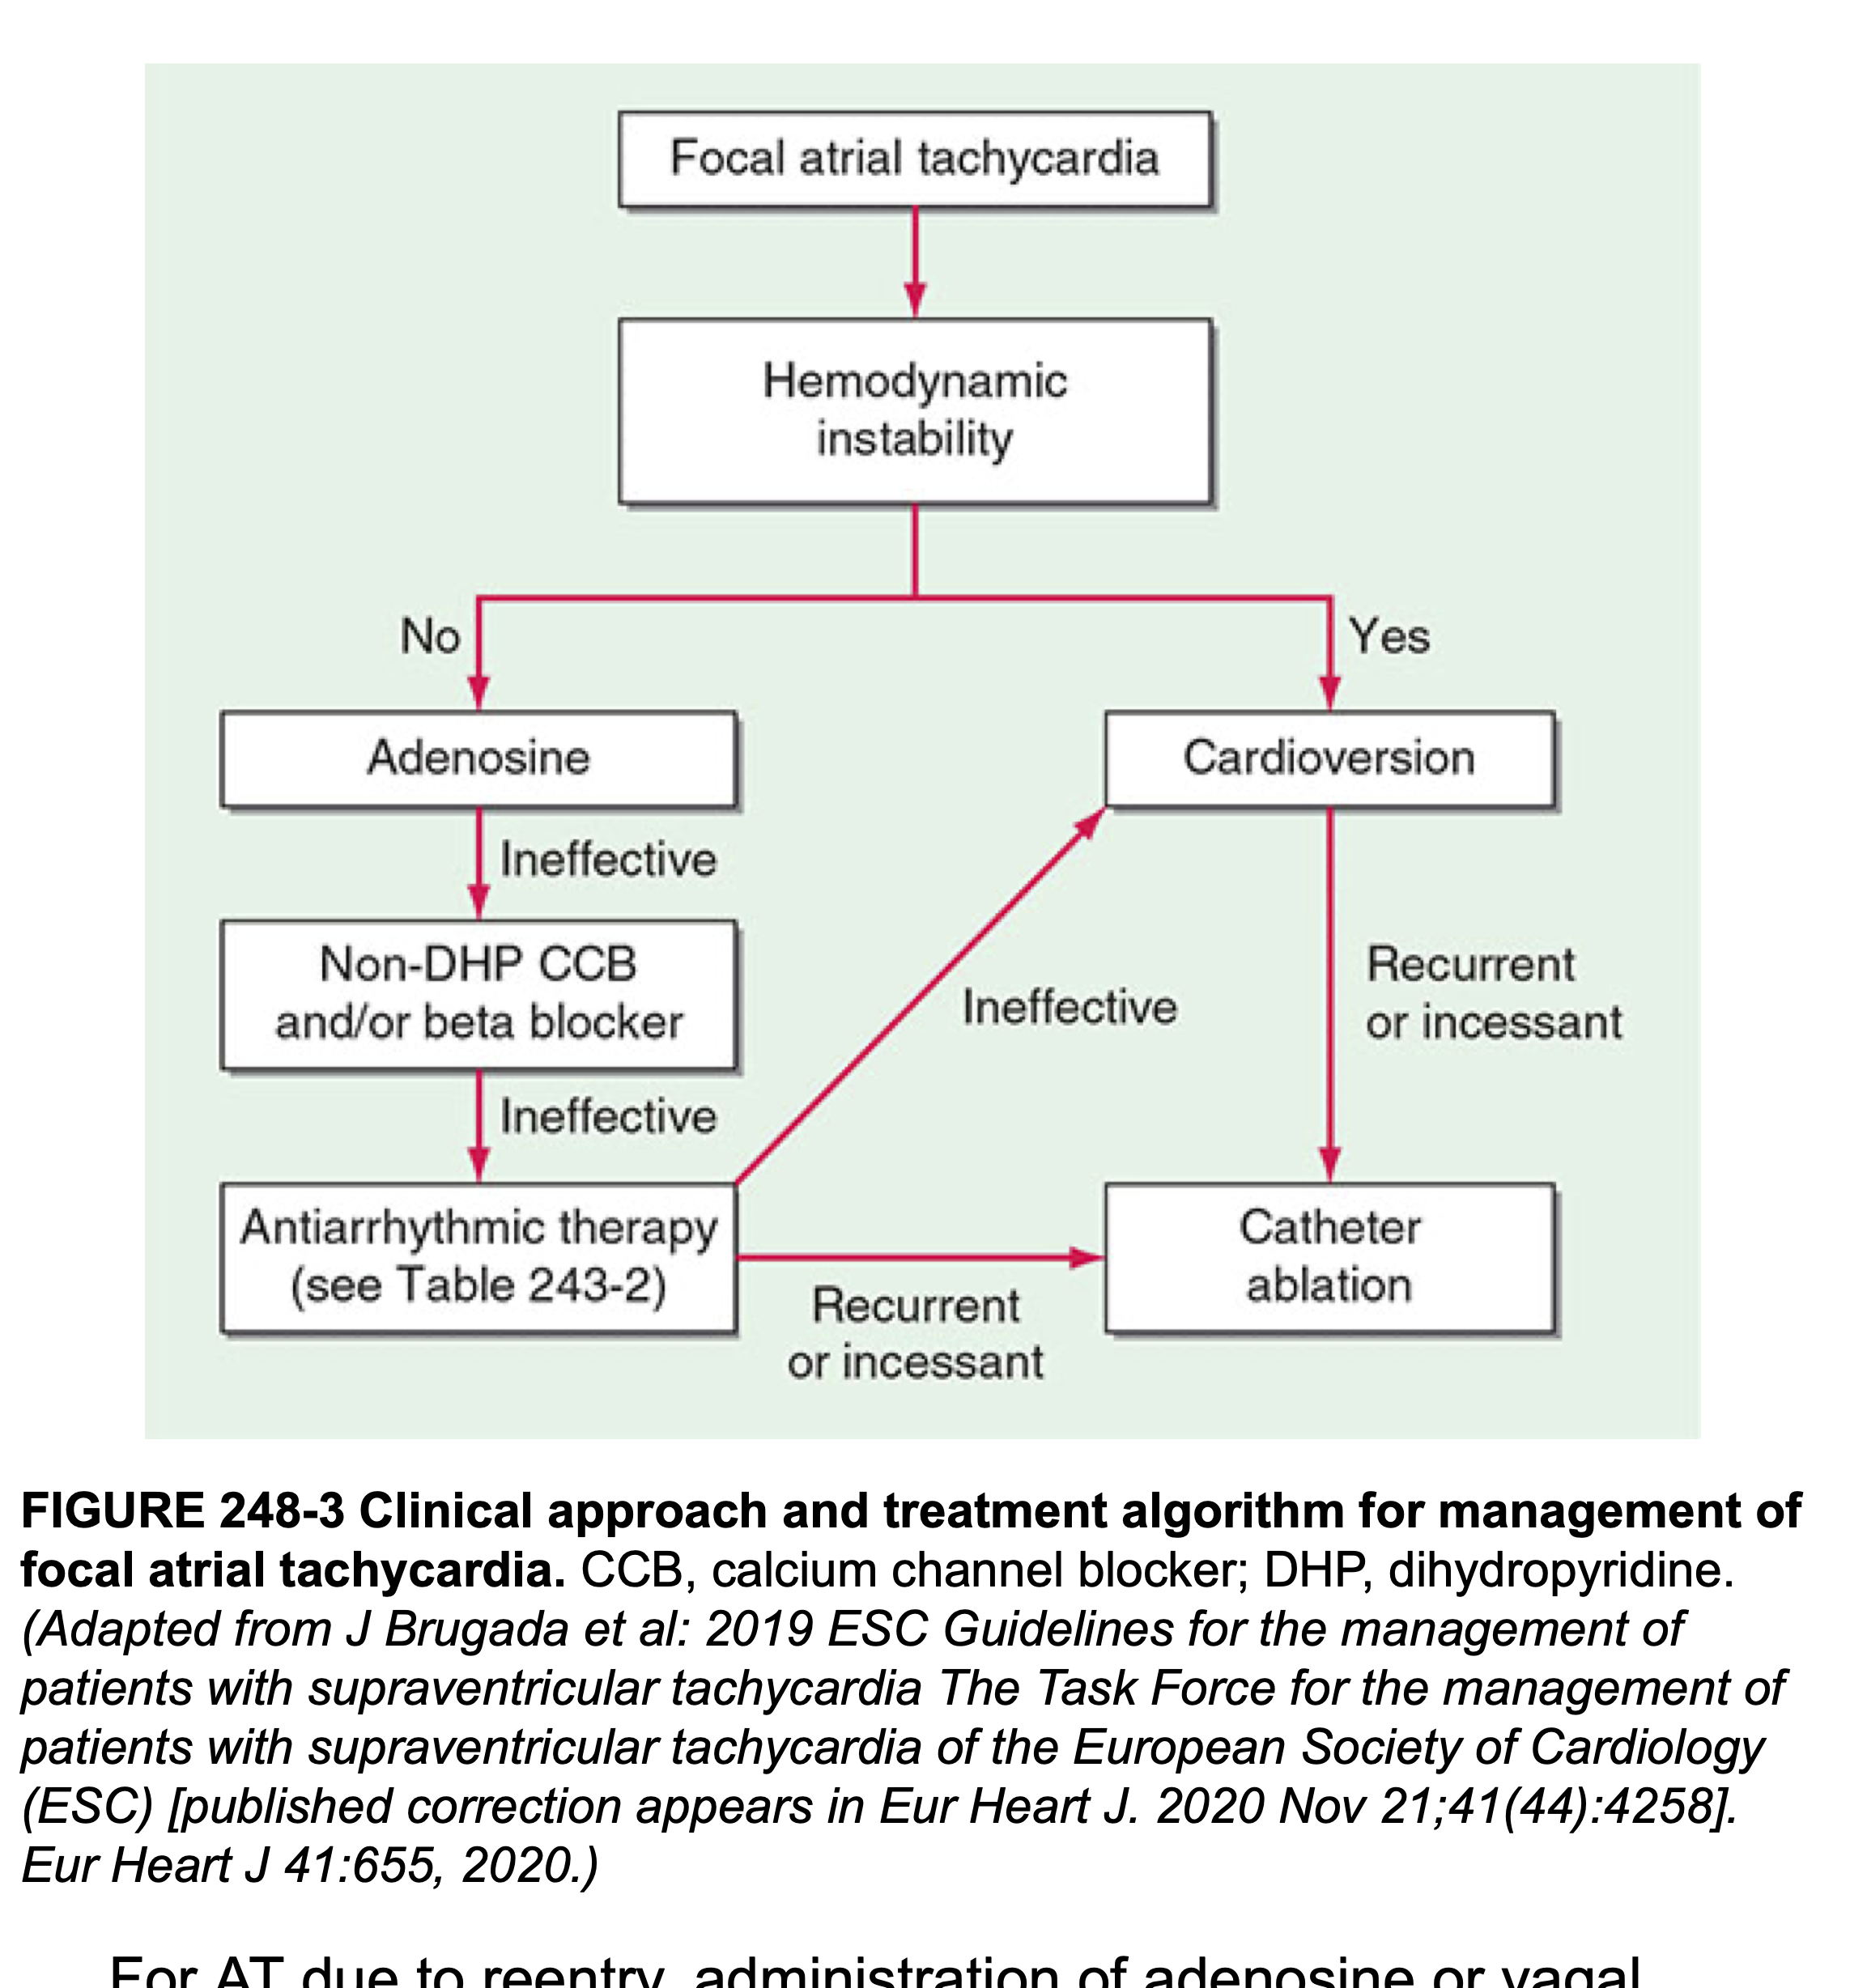 Focal atrial tachycardia
Hemodynamic
instability
No
Yes
Adenosine
Cardioversion
Ineffective
Non-DHP CCB
and/or beta blocker
Ineffective
Recurrent
or incessant
Ineffective
Antiarrhythmic therapy
(see Table 243-2)
Catheter
ablation
Recurrent
or incessant
FIGURE 248-3 Clinical approach and treatment algorithm for management of
focal atrial tachycardia. CCB, calcium channel blocker; DHP, dihydropyridine.
(Adapted from J Brugada et al: 2019 ESC Guidelines for the management of
patients with supraventricular tachycardia The Task Force for the management of
patients with supraventricular tachycardia of the European Society of Cardiology
(ESC) [published correction appears in Eur Heart J. 2020 Nov 21;41(44):4258].
Eur Heart J 41:655, 2020.)
For AT due to reentry, administration of adenosine or vagal